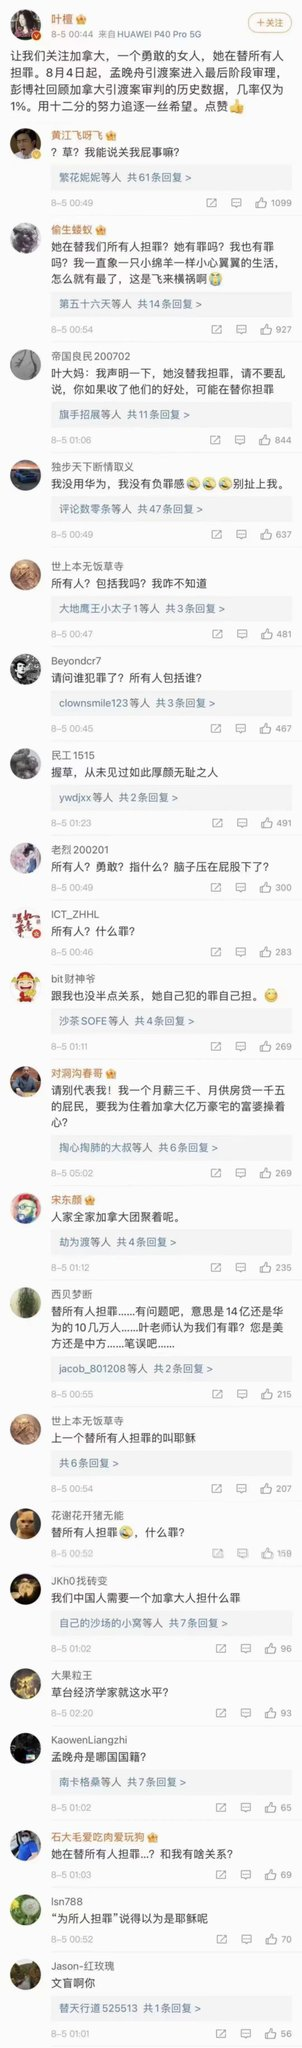 叶檀
8-5 00:44 来自HUAWEI P40 Pro 5G
+关注
让我们关注加拿大，一个勇敢的女人，她在替所有人
担罪。8月4日起，孟晚舟引渡案进入最后阶段审理，
彭博社回顾加拿大引渡案审判的历史数据，几率仅为
1%。用十二分的努力追逐一丝希望。点赞👍
黄江飞呀飞
？草？我能说关我屁事嘛？
繁花妮妮等人 共61条回复 >
8-5 00:49
1099
偷生蝼蚁
她在替我们所有人担罪？她有罪吗？我也有罪
吗？我一直象一只小绵羊一样小心翼翼的生活，
怎么就有最了，这是飞来横祸啊😭
第五十六天等人 共14条回复 >
8-5 00:54
927
帝国良民200702
叶大妈：我声明一下，她沒替我担罪，请不要乱
说，你如果收了他们的好处，可能在替你担罪
旗手招展等人 共11条回复 >
8-5 01:06
844
独步天下断情取义
我没用华为，我没有负罪感🤣🤣🤣别扯上我。
评论数零条等人 共47条回复 >
8-5 00:49
637
世上本无饭草寺
所有人？包括我吗？我咋不知道
大地鹰王小太子1等人 共3条回复 >
8-5 00:47
481
Beyondcr7
请问谁犯罪了？所有人包括谁？
clownsmile123等人 共3条回复 >
8-5 00:45
467
民工1515
握草，从未见过如此厚颜无耻之人
ywdjxx等人 共2条回复 >
8-5 01:23
491
老烈200201
所有人？勇敢？指什么？脑子压在屁股下了？
8-5 00:49
300
ICT_ZHHL
所有人？什么罪？
8-5 00:46
283
bit财神爷
跟我也没半点关系，她自己犯的罪自己担。
沙茶SOFE等人 共4条回复 >
8-5 01:11
269
对洞沟春哥
请别代表我！我一个月薪三千、月供房贷一千五
的屁民，要我为住着加拿大亿万豪宅的富婆操着
心？
掏心掏肺的大叔等人 共6条回复 >
8-5 05:02
269
宋东颜
人家全家加拿大团聚着呢。
劫为渡等人 共4条回复 >
8-5 01:12
235
西贝梦断
替所有人担罪……有问题吧，意思是14亿还是华
为的10几万人……叶老师认为我们有罪？您是美
方还是中方……笔误吧……
jacob_801208等人 共2条回复 >
8-5 00:55
215
世上本无饭草寺
上一个替所有人担罪的叫耶稣
共6条回复 >
8-5 00:54
207
花谢花开猪无能
替所有人担罪🤣，什么罪？
8-5 00:52
159
JKh0找砖变
我们中国人需要一个加拿大人担什么罪
自己的沙场的小窝等人 共7条回复 >
8-5 01:02
96
大果粒王
草台经济学家就这水平？
8-5 02:20
93
KaowenLiangzhi
孟晚舟是哪国国籍？
南卡格桑等人 共7条回复 >
8-5 01:02
65
石大毛爱吃肉爱玩狗
她在替所有人担罪…？和我有啥关系？
8-5 01:03
69
lsn788
“为所人担罪”说得以为是耶稣呢
8-5 00:52
70
Jason-红玫瑰
文盲啊你
替天行道525513 共1条回复 >
8-5 01:01
56